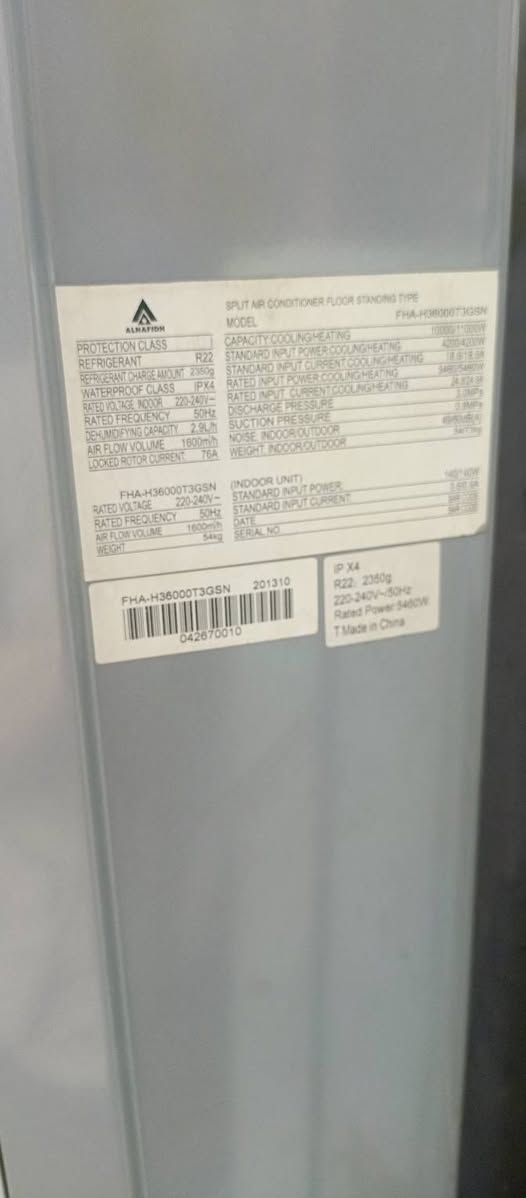 ALNAFIDH
SPLIT AIR CONDITIONER FLOOR STANDING TYPE
MODEL FHA-H36000T3GSN
PROTECTION CLASS I
REFRIGERANT R22
REFRIGERANT CHARGE AMOUNT 2350g
WATERPROOF CLASS IPX4
RATED VOLTAGE INDOOR 220-240V~
RATED FREQUENCY 50Hz
DEHUMIDIFYING CAPACITY 2.9L/h
AIR FLOW VOLUME 1600m/h
LOCKED ROTOR CURRENT 76A
CAPACITY:COOLING/HEATING 10000/11000W
STANDARD INPUT POWER:COOLING/HEATING 4200/4200W
STANDARD INPUT CURRENT:COOLING/HEATING
RATED INPUT POWER:COOLING/HEATING 5460/5460W
RATED INPUT CURRENT:COOLING/HEATING
DISCHARGE PRESSURE
SUCTION PRESSURE
NOISE: INDOOR/OUTDOOR
WEIGHT: INDOOR/OUTDOOR
FHA-H36000T3GSN (INDOOR UNIT)
RATED VOLTAGE 220-240V~
RATED FREQUENCY 50Hz
AIR FLOW VOLUME 1600m/h
WEIGHT 54kg
STANDARD INPUT POWER
STANDARD INPUT CURRENT
DATE
SERIAL NO
FHA-H36000T3GSN 201310
042670010
IP X4
R22: 2350g
220-240V~/50Hz
Rated Power:5460W
T Made in China